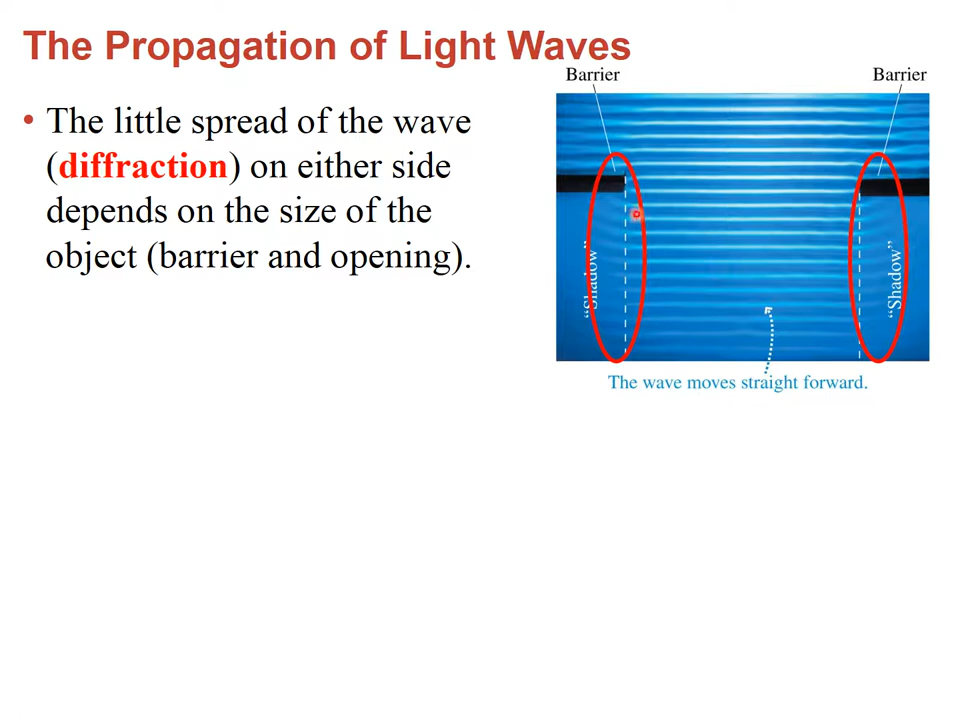 The Propagation of Light Waves
Barrier
Barrier
• The little spread of the wave
(diffraction) on either side
depends on the size of the
object (barrier and opening).
“Shadow”
“Shadow”
The wave moves straight forward.